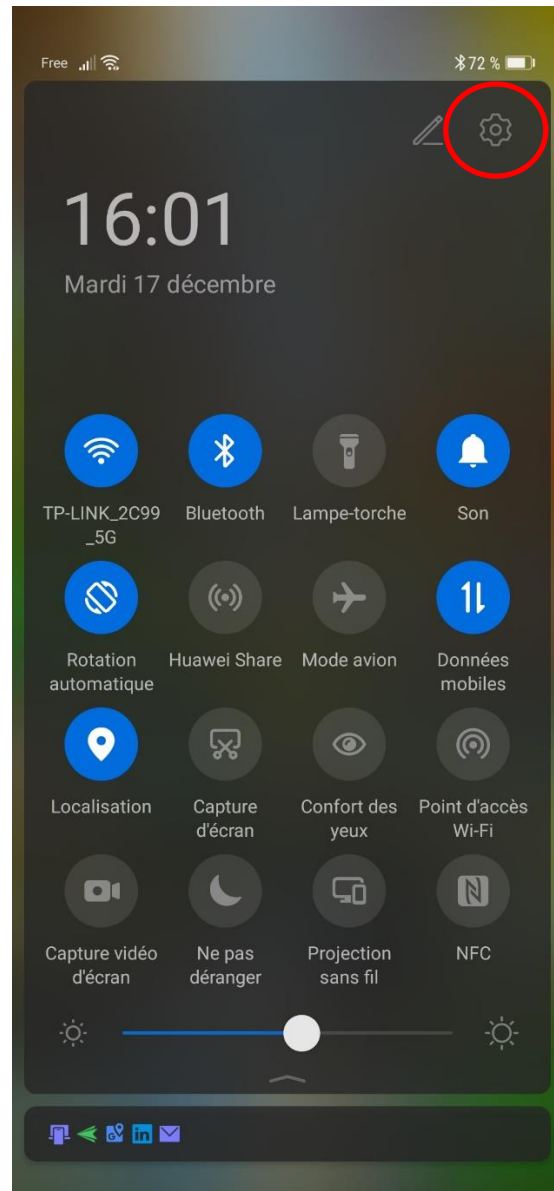 Free 72 %
16:01
Mardi 17 décembre
TP-LINK_2C99 Bluetooth Lampe-torche Son
_5G
Rotation Huawei Share Mode avion Données
automatique mobiles
Localisation Capture Confort des Point d'accès
d'écran yeux Wi-Fi
Capture vidéo Ne pas Projection NFC
d'écran déranger sans fil
in